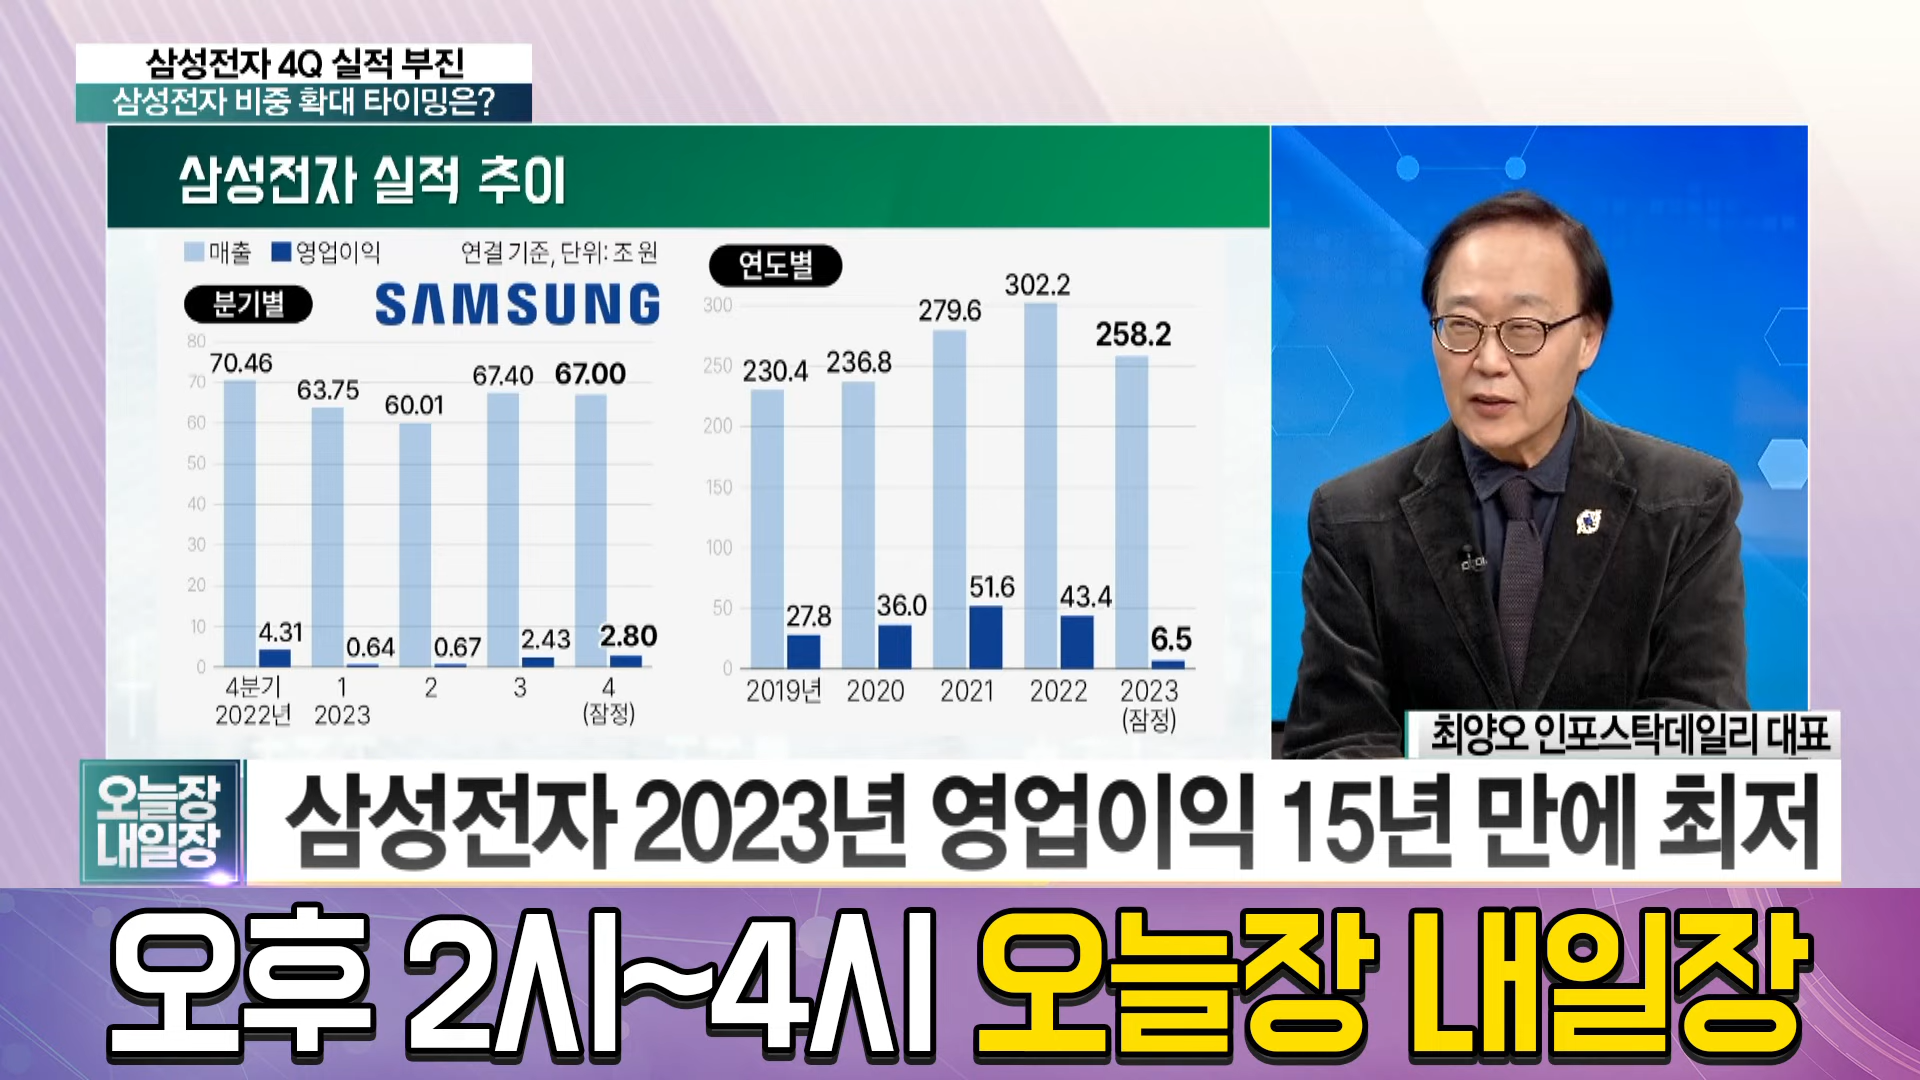 삼성전자 4Q 실적 부진
삼성전자 비중 확대 타이밍은?
삼성전자 실적 추이
매출 영업이익 연결 기준, 단위: 조 원
분기별
SAMSUNG
80
70
60
50
40
30
20
10
0
70.46
63.75
60.01
67.40
67.00
4.31
0.64
0.67
2.43
2.80
4분기 1 2 3 4
2022년 2023 (잠정)
연도별
300
250
200
150
100
50
0
230.4
236.8
279.6
302.2
258.2
27.8
36.0
51.6
43.4
6.5
2019년 2020 2021 2022 2023
(잠정)
최양오 인포스탁데일리 대표
오늘장
내일장
삼성전자 2023년 영업이익 15년 만에 최저
오후 2시~4시 오늘장 내일장